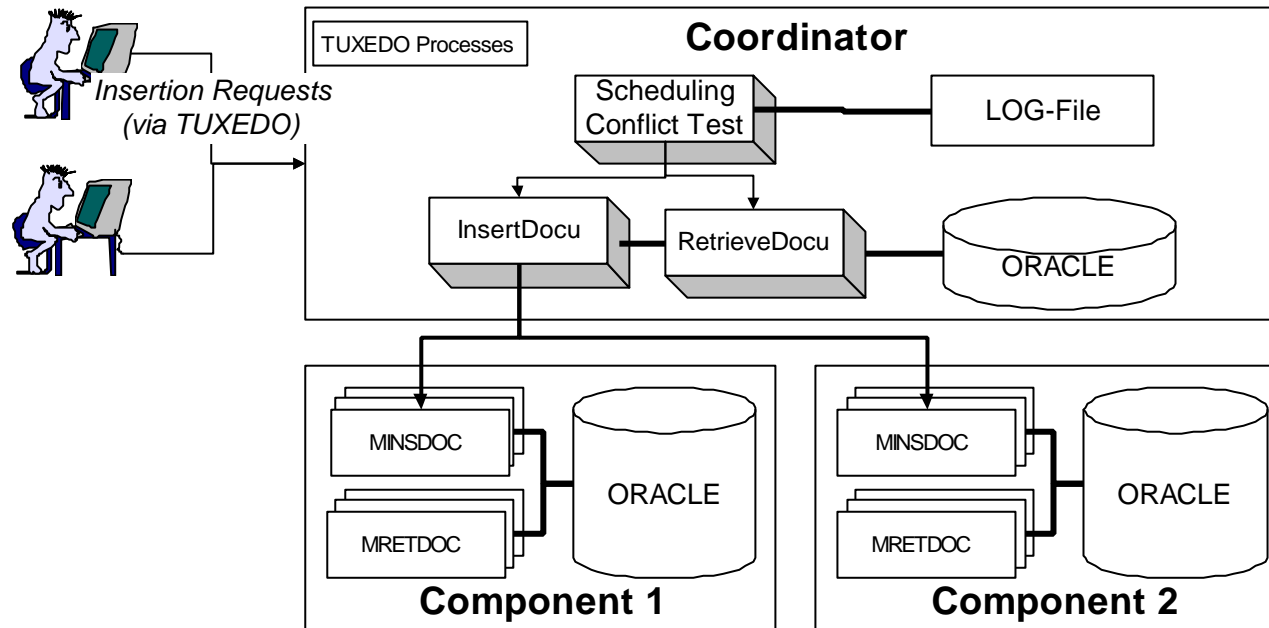 TUXEDO Processes
Coordinator
Insertion Requests
(via TUXEDO)
Scheduling
Conflict Test
LOG-File
InsertDocu
RetrieveDocu
ORACLE
MINSDOC
MRETDOC
ORACLE
Component 1
MINSDOC
MRETDOC
ORACLE
Component 2